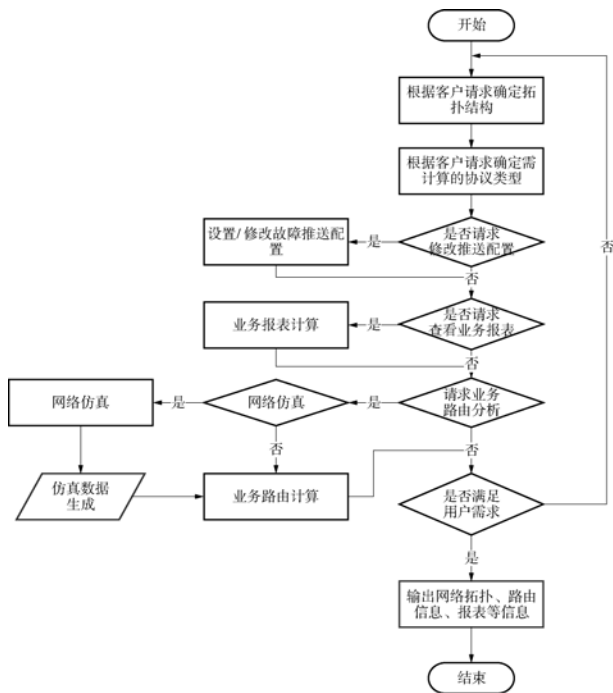 开始
根据客户请求确定拓
扑结构
根据客户请求确定需
计算的协议类型
设置/修改故障推送配
置
是
是否请求
修改推送配置
否
否
业务报表计算
是
是否请求
查看业务报表
否
网络仿真
是
网络仿真
是
请求业务
路由分析
否
否
仿真数据
生成
业务路由计算
是否满足
用户需求
是
输出网络拓扑、路由
信息、报表等信息
结束